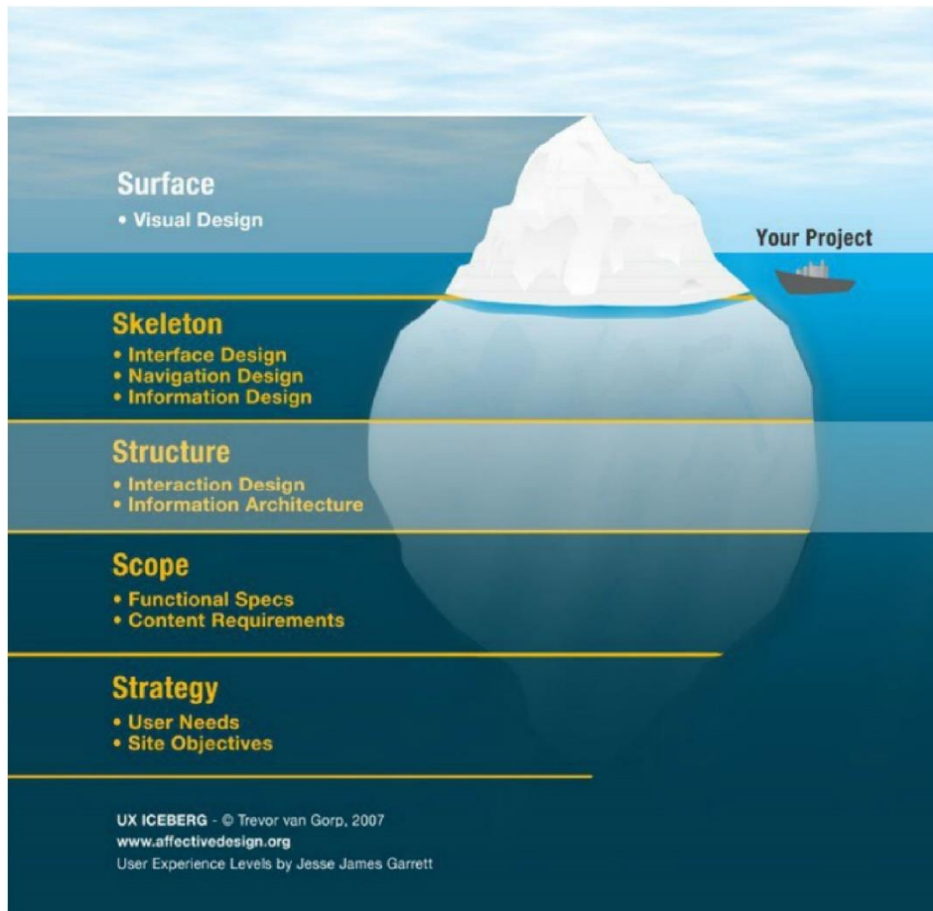 Surface
• Visual Design
Your Project
Skeleton
• Interface Design
• Navigation Design
• Information Design
Structure
• Interaction Design
• Information Architecture
Scope
• Functional Specs
• Content Requirements
Strategy
• User Needs
• Site Objectives
UX ICEBERG - © Trevor van Gorp, 2007
www.affectivedesign.org
User Experience Levels by Jesse James Garrett